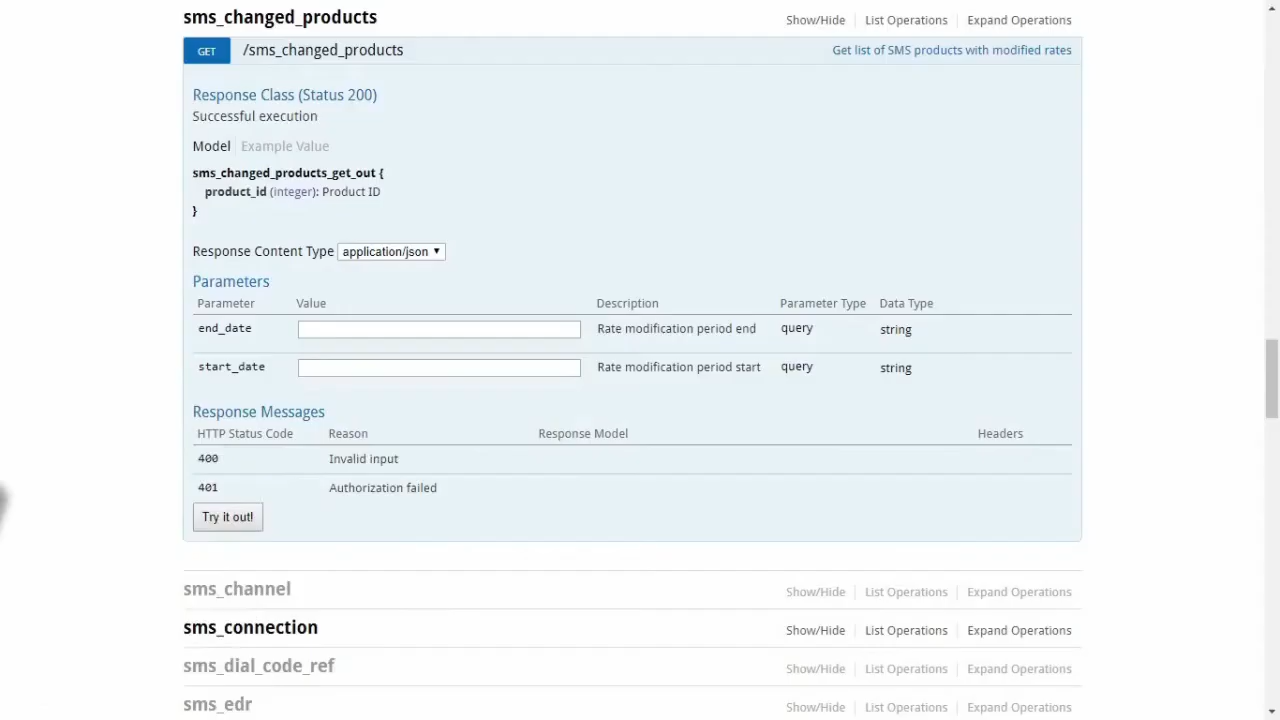 sms_changed_products Show/Hide List Operations Expand Operations
GET /sms_changed_products Get list of SMS products with modified rates
Response Class (Status 200)
Successful execution
Model Example Value
sms_changed_products_get_out {
product_id (integer): Product ID
}
Response Content Type application/json
Parameters
Parameter Value Description Parameter Type Data Type
end_date Rate modification period end query string
start_date Rate modification period start query string
Response Messages
HTTP Status Code Reason Response Model Headers
400 Invalid input
401 Authorization failed
Try it out!
sms_channel Show/Hide List Operations Expand Operations
sms_connection Show/Hide List Operations Expand Operations
sms_dial_code_ref Show/Hide List Operations Expand Operations
sms_edr Show/Hide List Operations Expand Operations